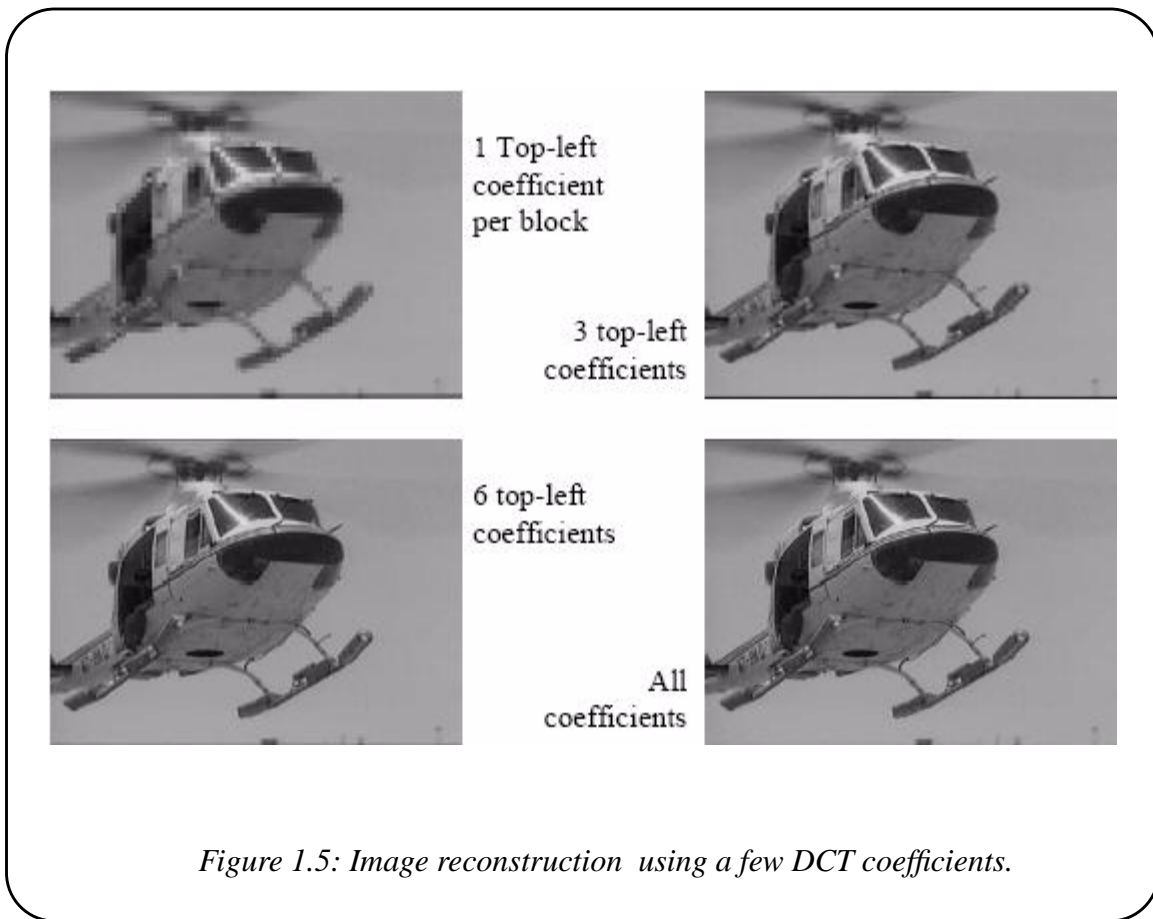 1 Top-left
coefficient
per block
3 top-left
coefficients
6 top-left
coefficients
All
coefficients
Figure 1.5: Image reconstruction using a few DCT coefficients.